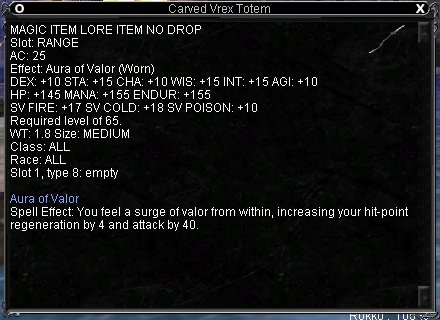 Carved Vrex Totem
MAGIC ITEM LORE ITEM NO DROP
Slot: RANGE
AC: 25
Effect: Aura of Valor (Worn)
DEX: +10 STA: +15 CHA: +10 WIS: +15 INT: +15 AGI: +10
HP: +145 MANA: +155 ENDUR: +155
SV FIRE: +17 SV COLD: +18 SV POISON: +10
Required level of 65.
WT: 1.8 Size: MEDIUM
Class: ALL
Race: ALL
Slot 1, type 8: empty
Aura of Valor
Spell Effect: You feel a surge of valor from within, increasing your hit-point
regeneration by 4 and attack by 40.